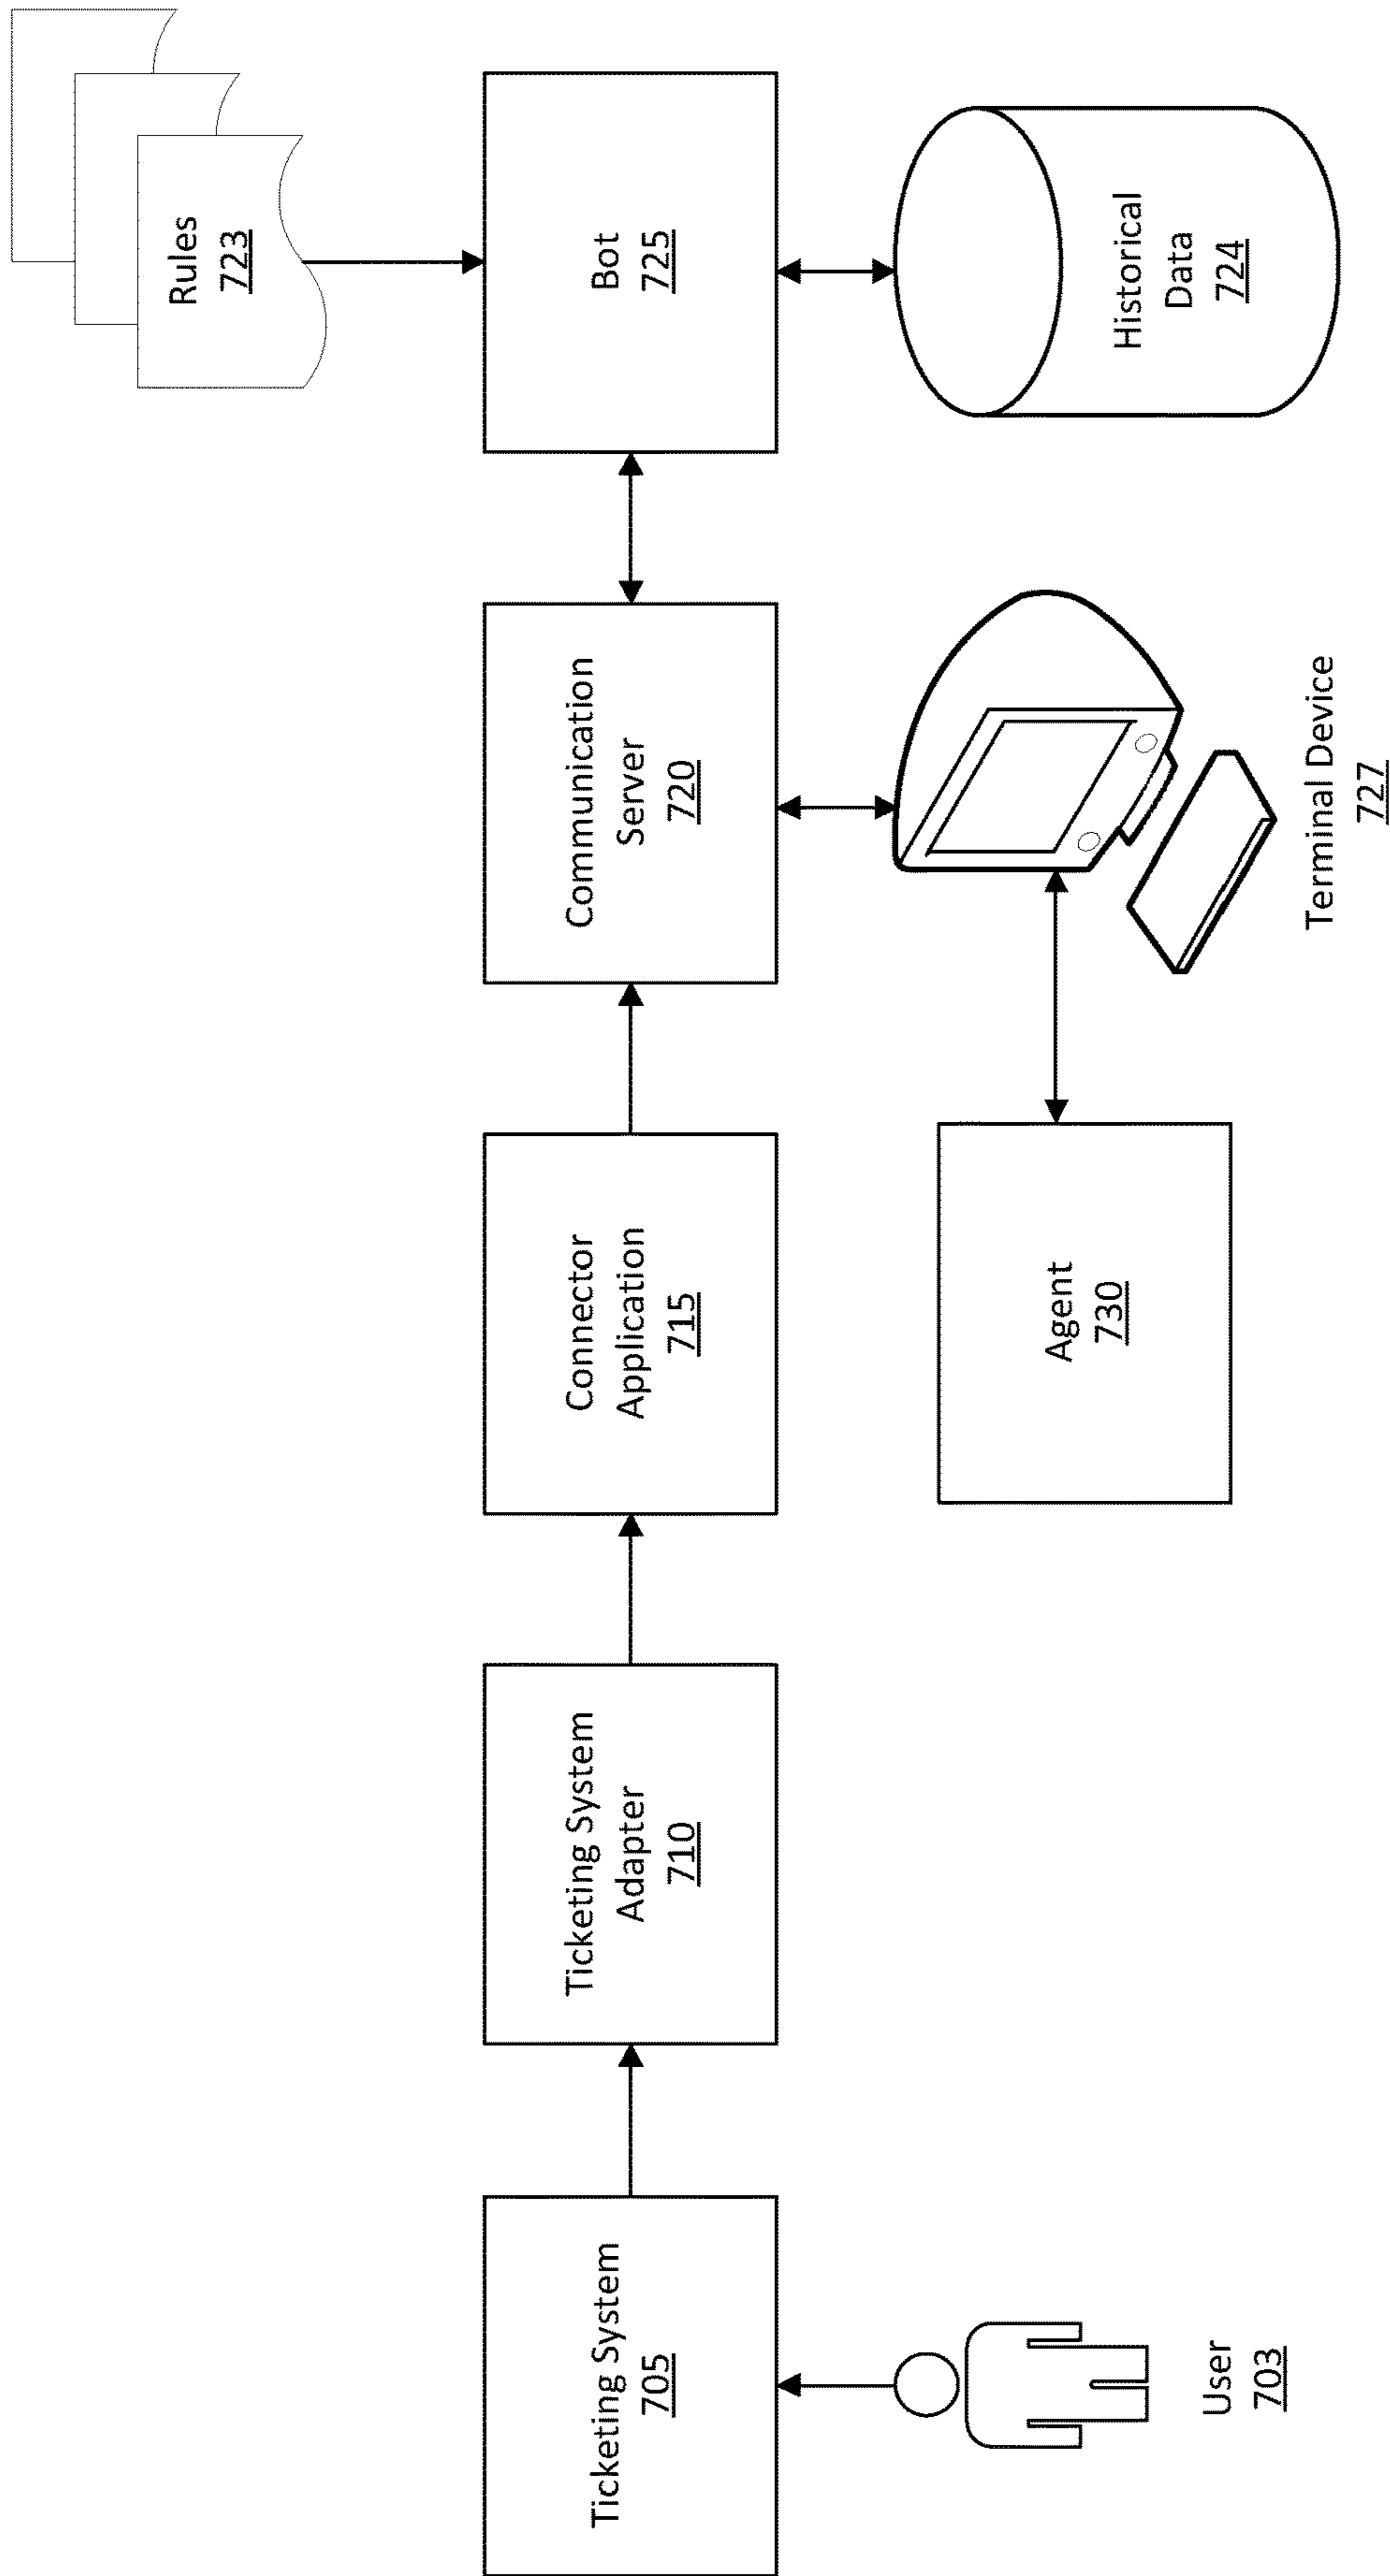 Rules
723
Ticketing System
705
Ticketing System
Adapter
710
Connector
Application
715
Communication
Server
720
Bot
725
User
703
Agent
730
Terminal Device
727
Historical
Data
724